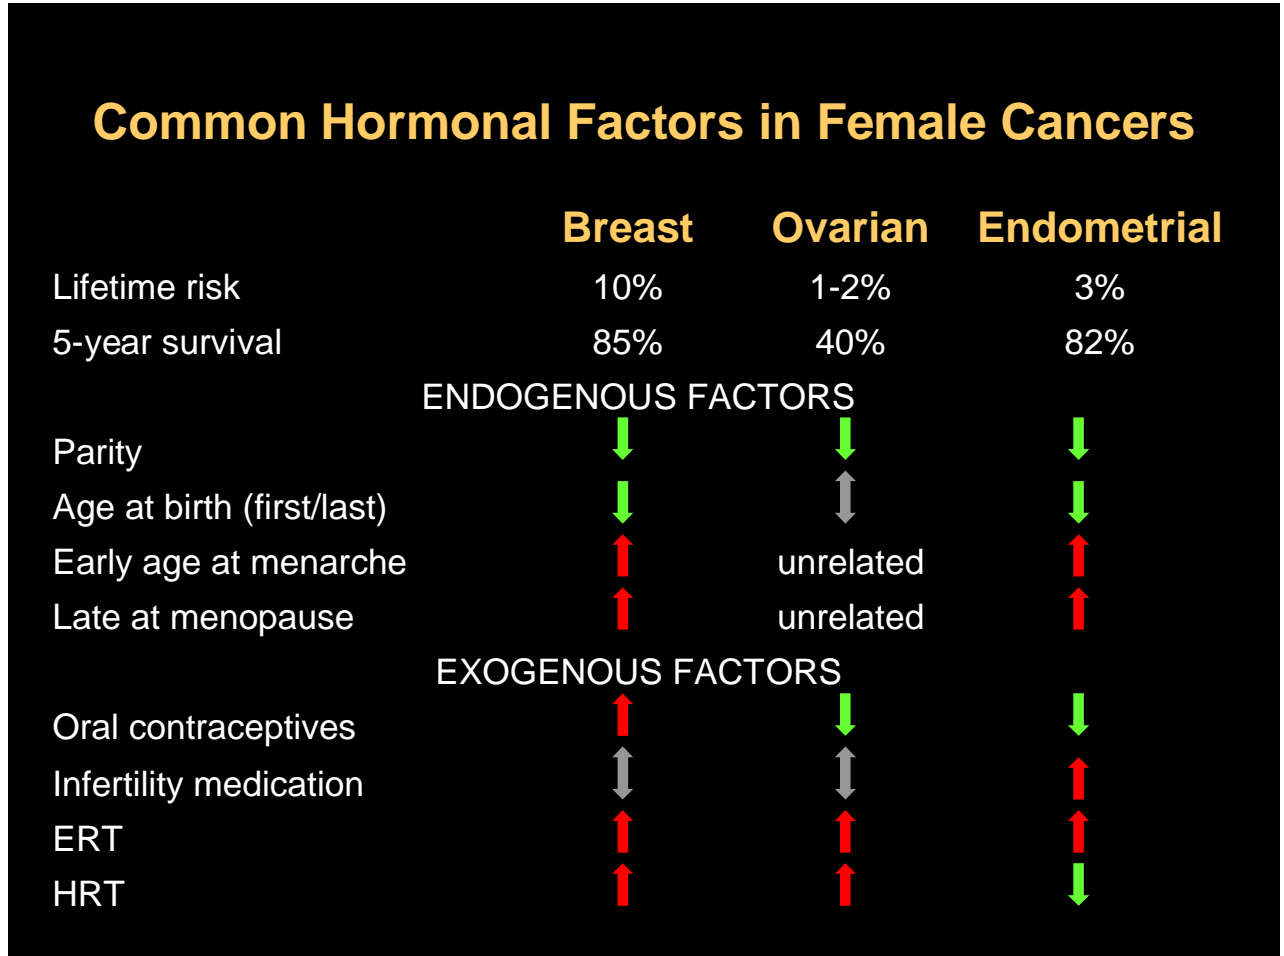 Common Hormonal Factors in Female Cancers
Breast Ovarian Endometrial
Lifetime risk 10% 1-2% 3%
5-year survival 85% 40% 82%
ENDOGENOUS FACTORS
Parity
Age at birth (first/last)
Early age at menarche unrelated
Late at menopause unrelated
EXOGENOUS FACTORS
Oral contraceptives
Infertility medication
ERT
HRT